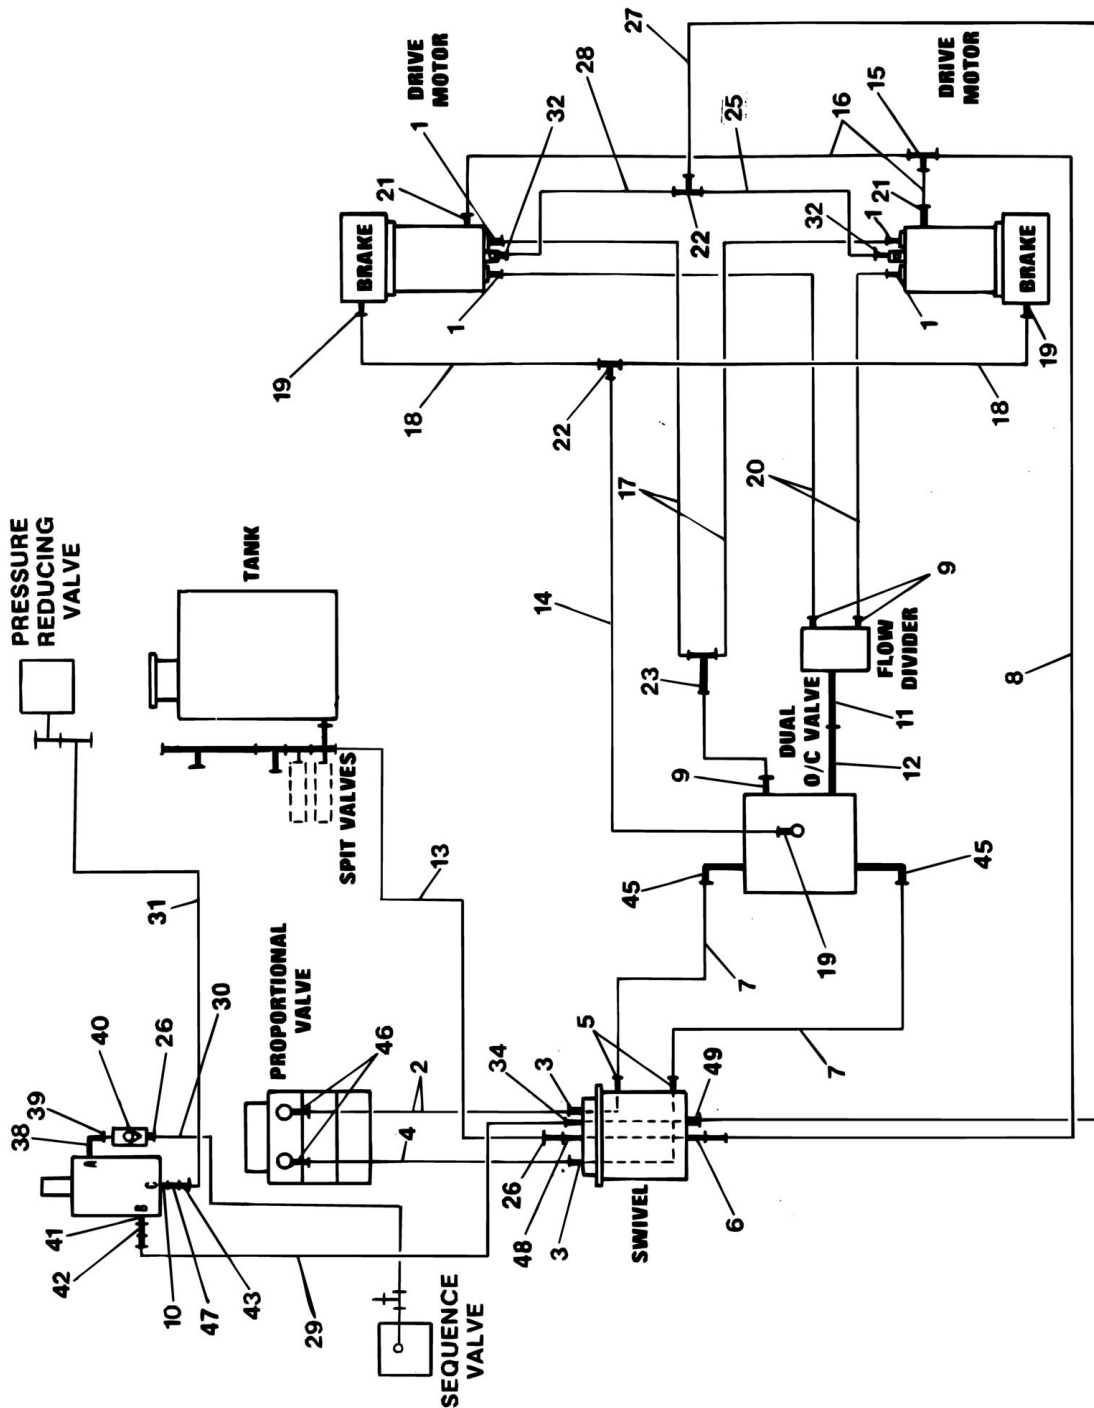 PRESSURE
REDUCING
VALVE
39
38
41
42
A
B
C
40
26
31
10
47
43
30
TANK
PROPORTIONAL
VALVE
19
29
SPIT VALVES
46
BRAKE
21
1
DRIVE
MOTOR
2
4
18
13
SEQUENCE
VALVE
1
32
34
3
26
48
3
22
14
28
27
5
SWIVEL
17
45
23
9
22
25
49
6
7
20
DUAL
O/C VALVE
19
32
1
16
15
21
DRIVE
MOTOR
7
12
11
FLOW
DIVIDER
9
1
45
18
BRAKE
19
8